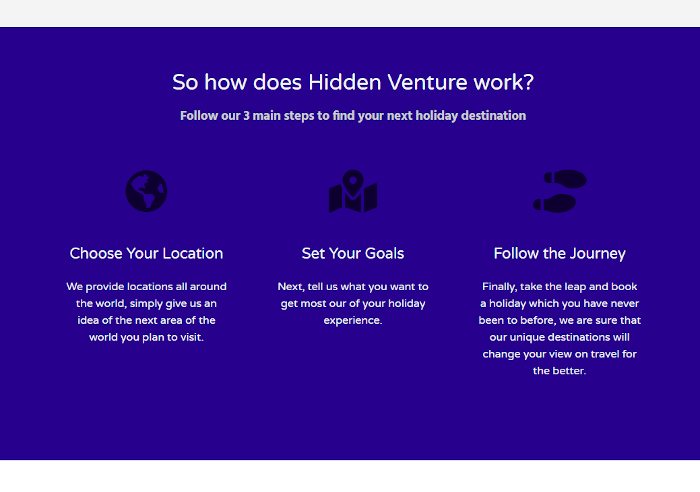 So how does Hidden Venture work?
Follow our 3 main steps to find your next holiday destination
Choose Your Location
We provide locations all around
the world, simply give us an
idea of the next area of the
world you plan to visit.
Set Your Goals
Next, tell us what you want to
get most our of your holiday
experience.
Follow the Journey
Finally, take the leap and book
a holiday which you have never
been to before, we are sure that
our unique destinations will
change your view on travel for
the better.